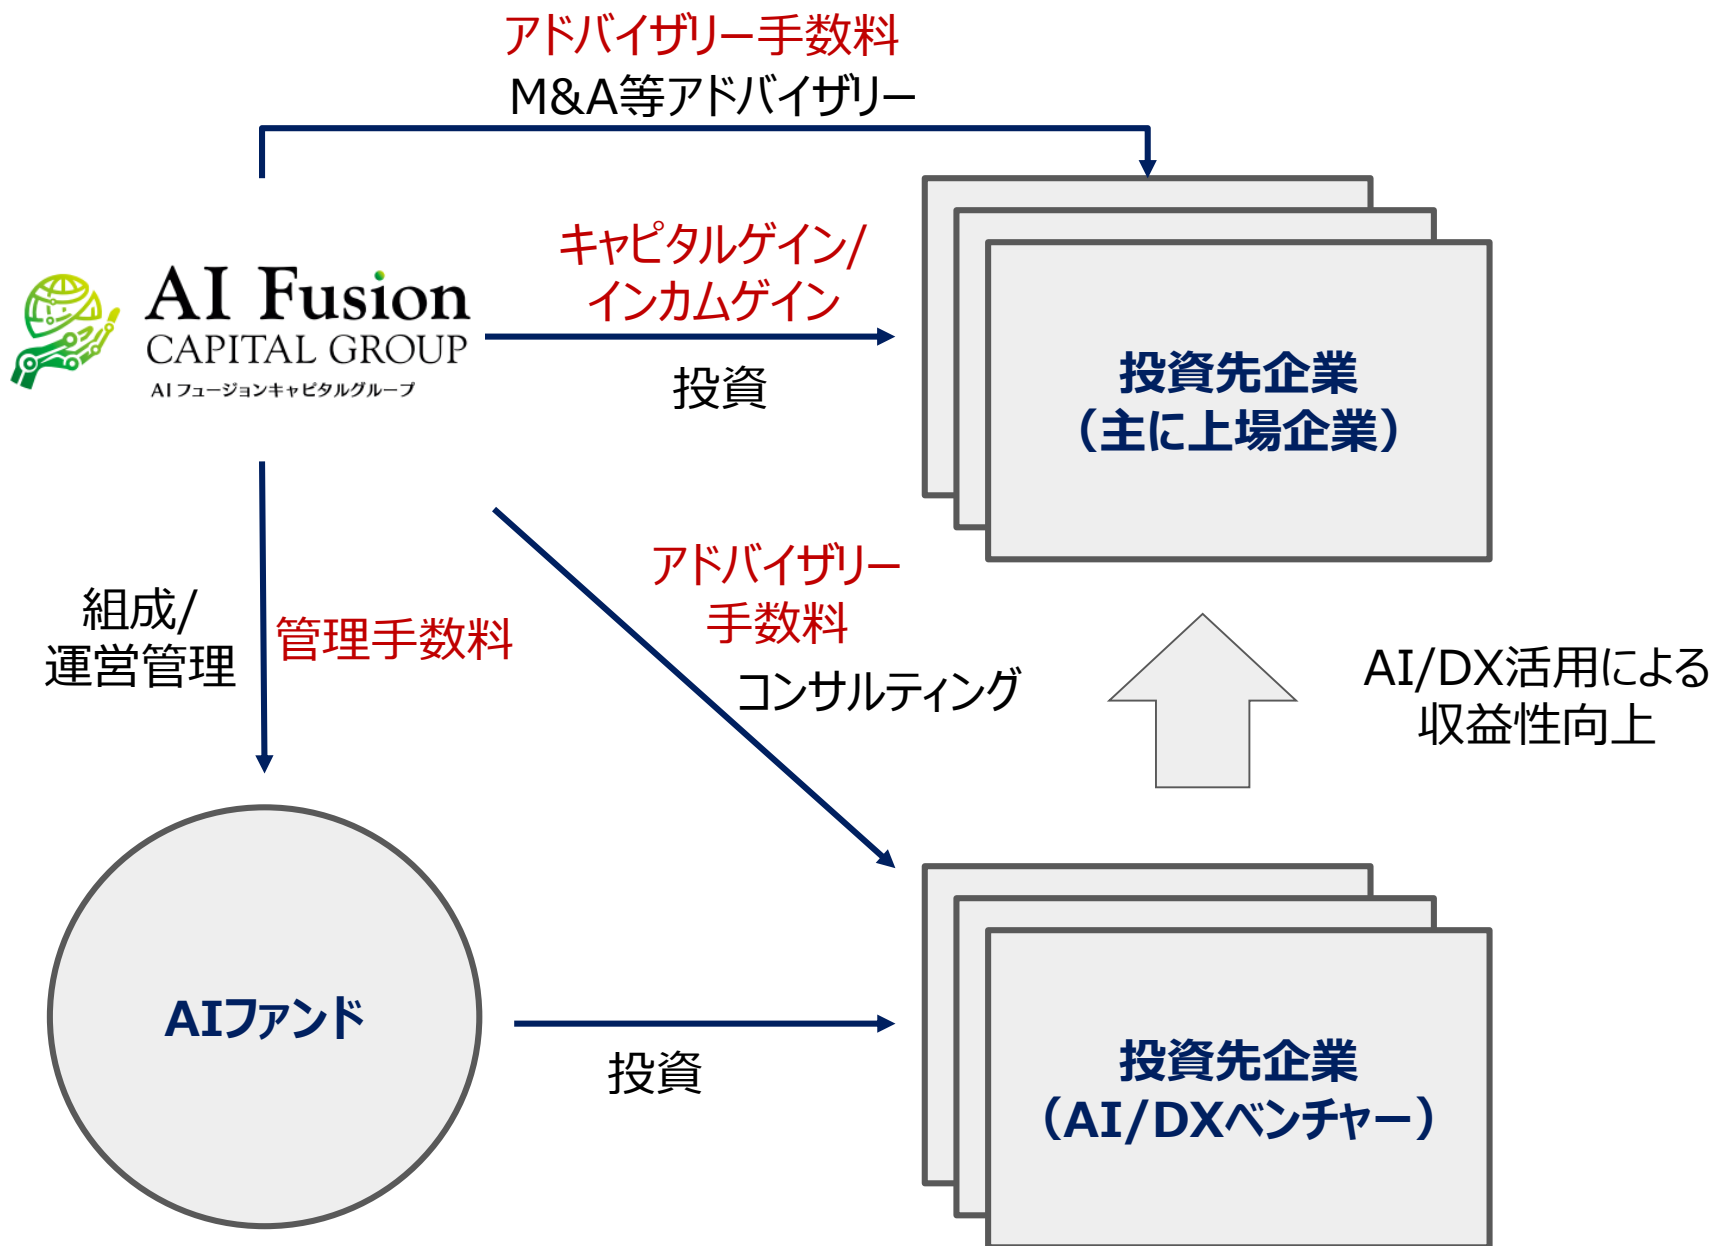 アドバイザリー手数料
M&A等アドバイザリー
キャピタルゲイン/
インカムゲイン
AI Fusion
CAPITAL GROUP
AI フュージョンキャピタルグループ
投資
投資先企業
（主に上場企業）
アドバイザリー
手数料
コンサルティング
組成/
運営管理
管理手数料
AI/DX活用による
収益性向上
AIファンド
投資
投資先企業
（AI/DXベンチャー）